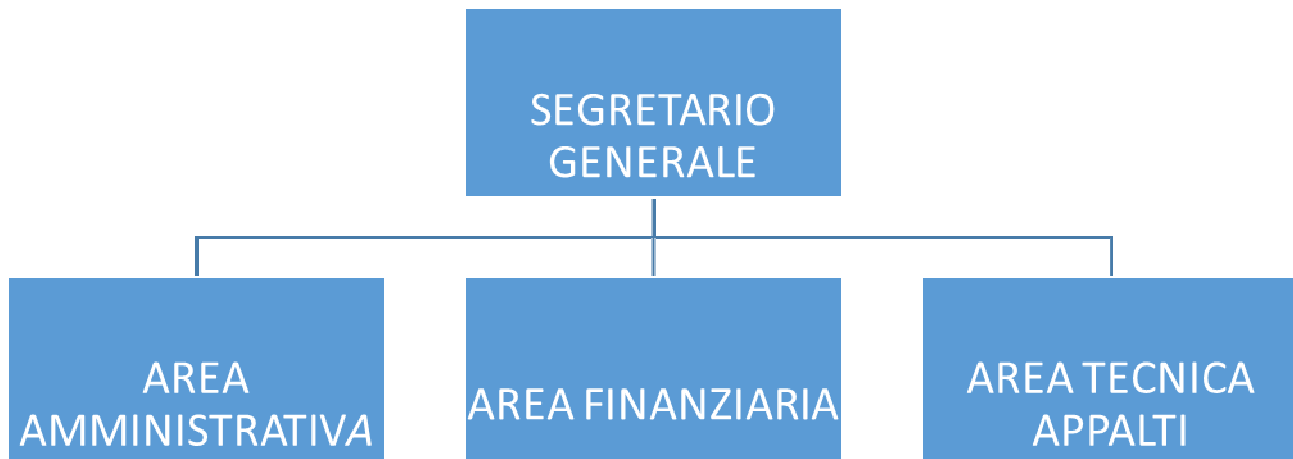 SEGRETARIO
GENERALE
AREA
AMMINISTRATIVA
AREA FINANZIARIA
AREA TECNICA
APPALTI